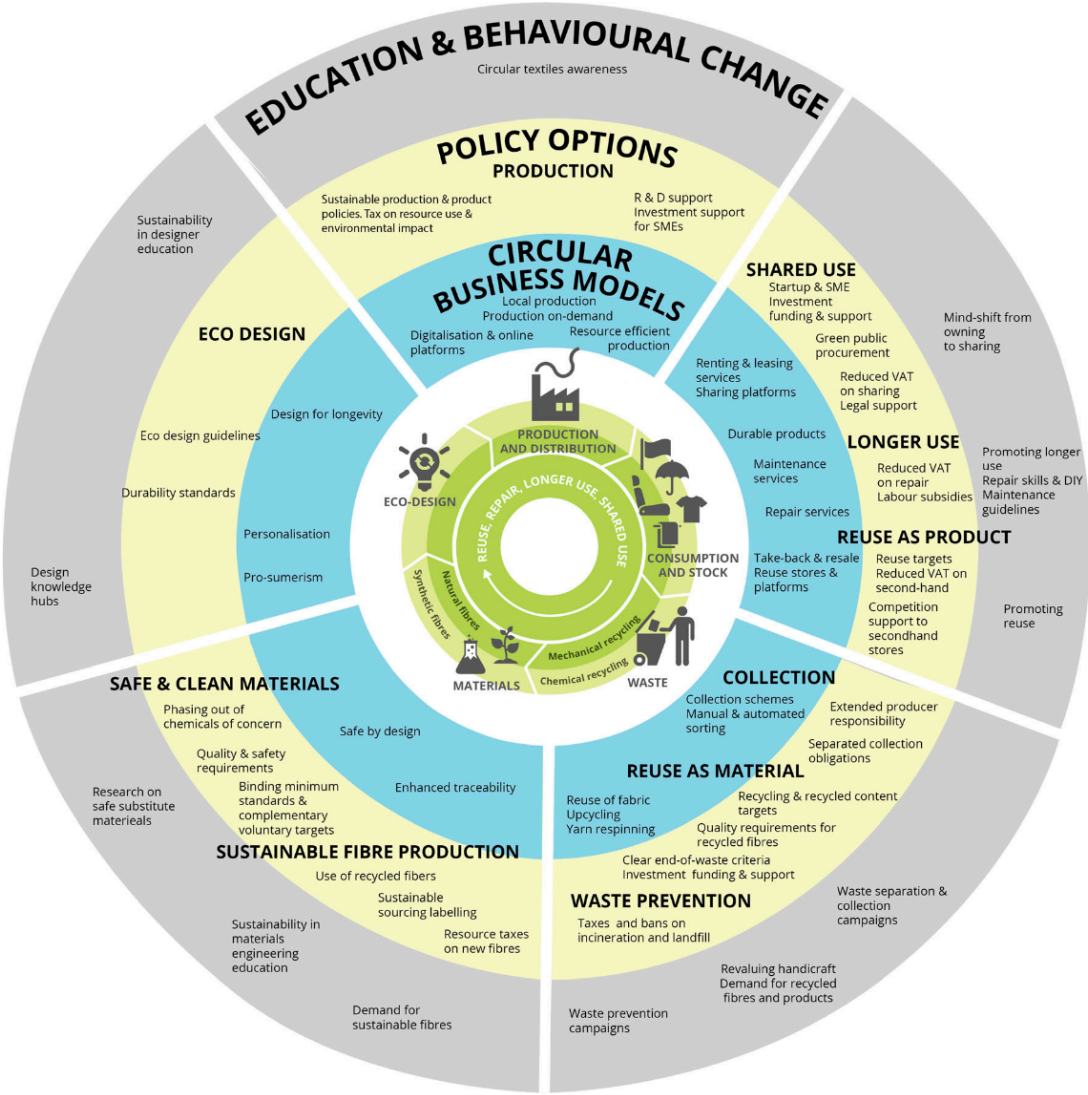 EDUCATION & BEHAVIOURAL CHANGE
Circular textiles awareness
POLICY OPTIONS
PRODUCTION
Sustainable production & product
policies. Tax on resource use &
environmental impact
R & D support
Investment support
for SMEs
CIRCULAR
BUSINESS MODELS
Local production
Production on-demand
Digitalisation & online
platforms
Resource efficient
production
SHARED USE
Startup & SME
Investment
funding & support
Green public
procurement
Reduced VAT
on sharing
Legal support
Mind-shift from
owning
to sharing
Renting & leasing
services
Sharing platforms
Durable products
LONGER USE
Reduced VAT
on repair
Labour subsidies
Promoting longer
use
Repair skills & DIY
Maintenance
guidelines
Maintenance
services
Repair services
REUSE AS PRODUCT
Take-back & resale
Reuse stores &
platforms
Reuse targets
Reduced VAT on
second-hand
Competition
support to
secondhand
stores
Promoting
reuse
COLLECTION
Collection schemes
Manual & automated
sorting
Extended producer
responsibility
Separated collection
obligations
REUSE AS MATERIAL
Reuse of fabric
Upcycling
Yarn respinning
Recycling & recycled content
targets
Quality requirements for
recycled fibres
Clear end-of-waste criteria
Investment funding & support
WASTE PREVENTION
Taxes and bans on
incineration and landfill
Waste separation &
collection
campaigns
Revaluing handicraft
Demand for recycled
fibres and products
Waste prevention
campaigns
SAFE & CLEAN MATERIALS
Phasing out of
chemicals of concern
Quality & safety
requirements
Binding minimum
standards &
complementary
voluntary targets
Safe by design
Enhanced traceability
Research on
safe substitute
matereals
SUSTAINABLE FIBRE PRODUCTION
Use of recycled fibers
Sustainable
sourcing labelling
Resource taxes
on new fibres
Sustainability in
materials
engineering
education
Demand for
sustainable fibres
Sustainability
in designer
education
ECO DESIGN
Design for longevity
Eco design guidelines
Durability standards
Personalisation
Pro-sumerism
Design
knowledge
hubs
PRODUCTION
AND DISTRIBUTION
ECO-DESIGN
CONSUMPTION
AND STOCK
WASTE
MATERIALS
REUSE, REPAIR, LONGER USE, SHARED USE
Synthetic fibres
Natural fibres
Mechanical recycling
Chemical recycling